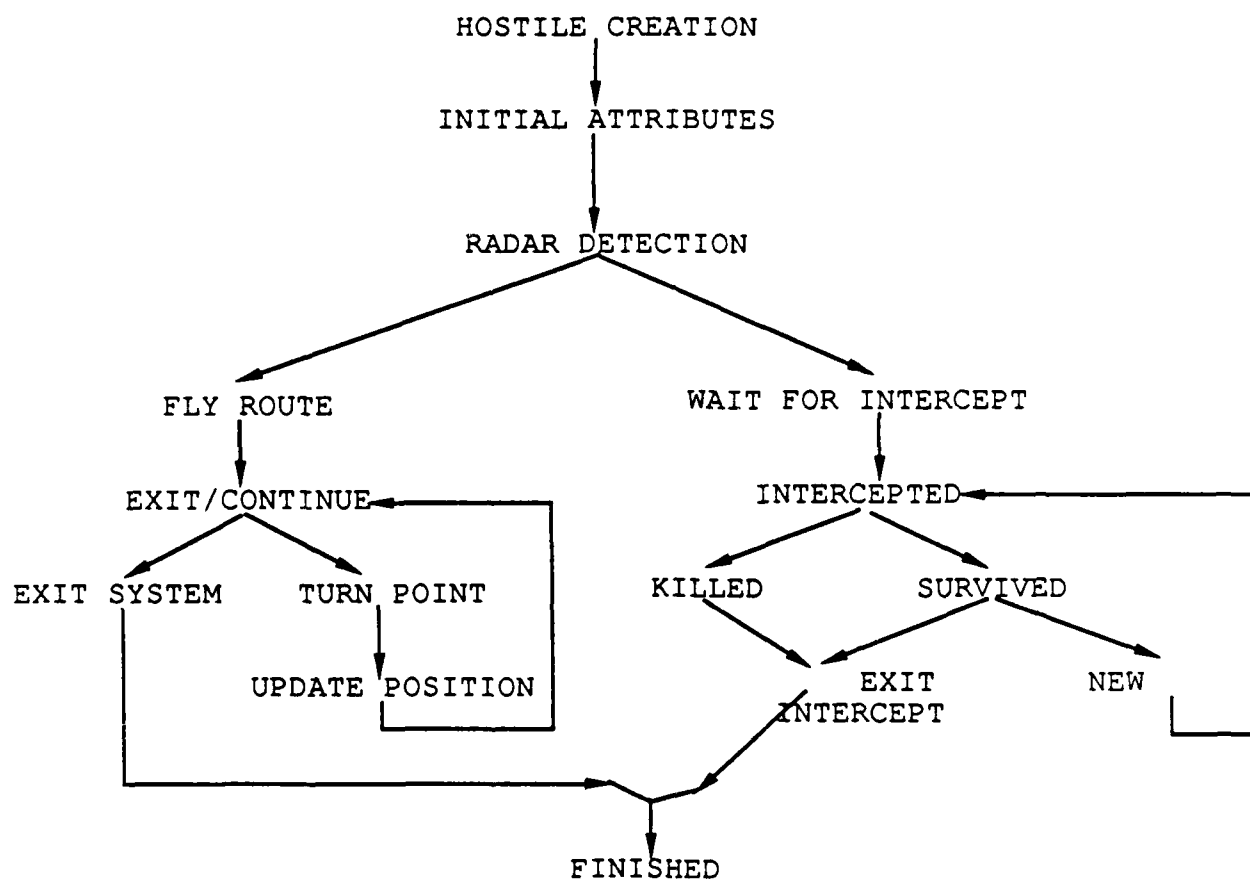 HOSTILE CREATION
INITIAL ATTRIBUTES
RADAR DETECTION
FLY ROUTE
WAIT FOR INTERCEPT
EXIT/CONTINUE
INTERCEPTED
EXIT SYSTEM
TURN POINT
KILLED
SURVIVED
UPDATE POSITION
EXIT
INTERCEPT
NEW
FINISHED